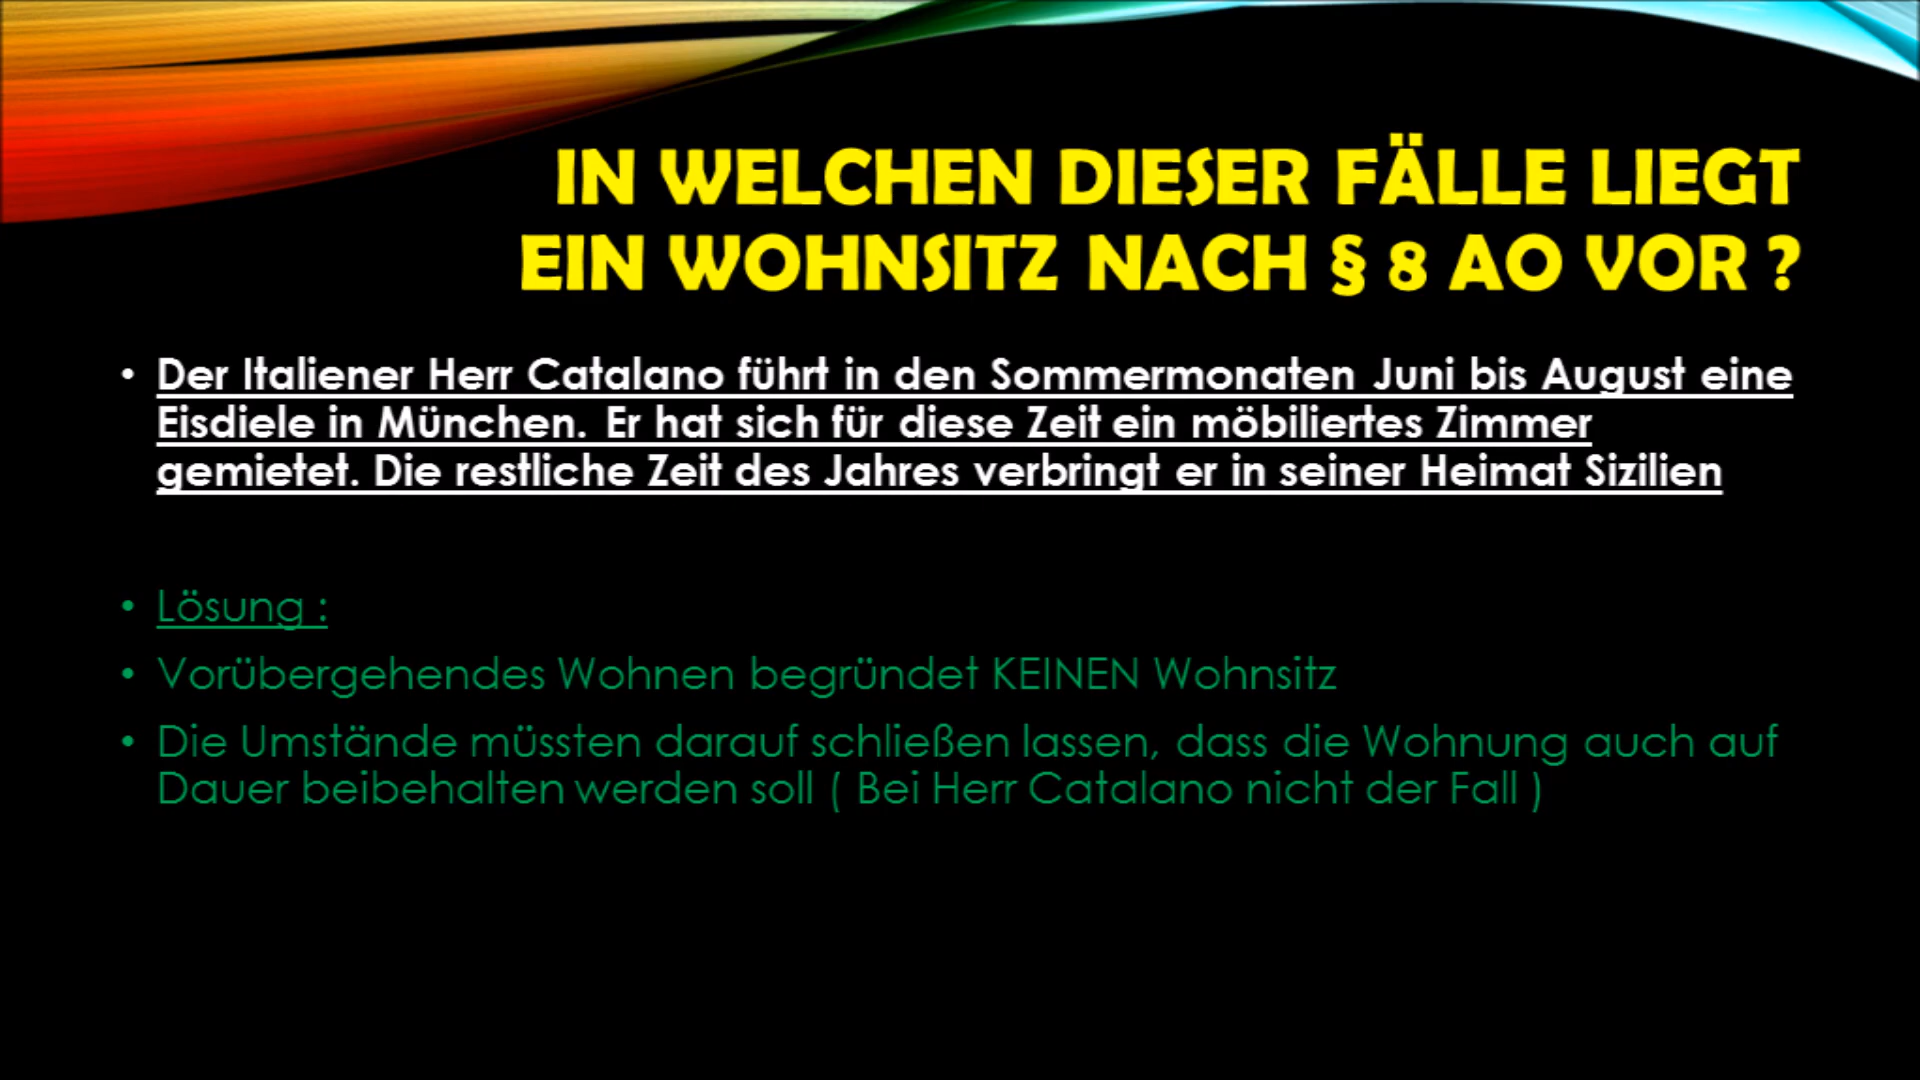 IN WELCHEN DIESER FÄLLE LIEGT
EIN WOHNSITZ NACH § 8 AO VOR ?
• Der Italiener Herr Catalano führt in den Sommermonaten Juni bis August eine
Eisdiele in München. Er hat sich für diese Zeit ein möbiliertes Zimmer
gemietet. Die restliche Zeit des Jahres verbringt er in seiner Heimat Sizilien
• Lösung :
• Vorübergehendes Wohnen begründet KEINEN Wohnsitz
• Die Umstände müssten darauf schließen lassen, dass die Wohnung auch auf
Dauer beibehalten werden soll ( Bei Herr Catalano nicht der Fall )